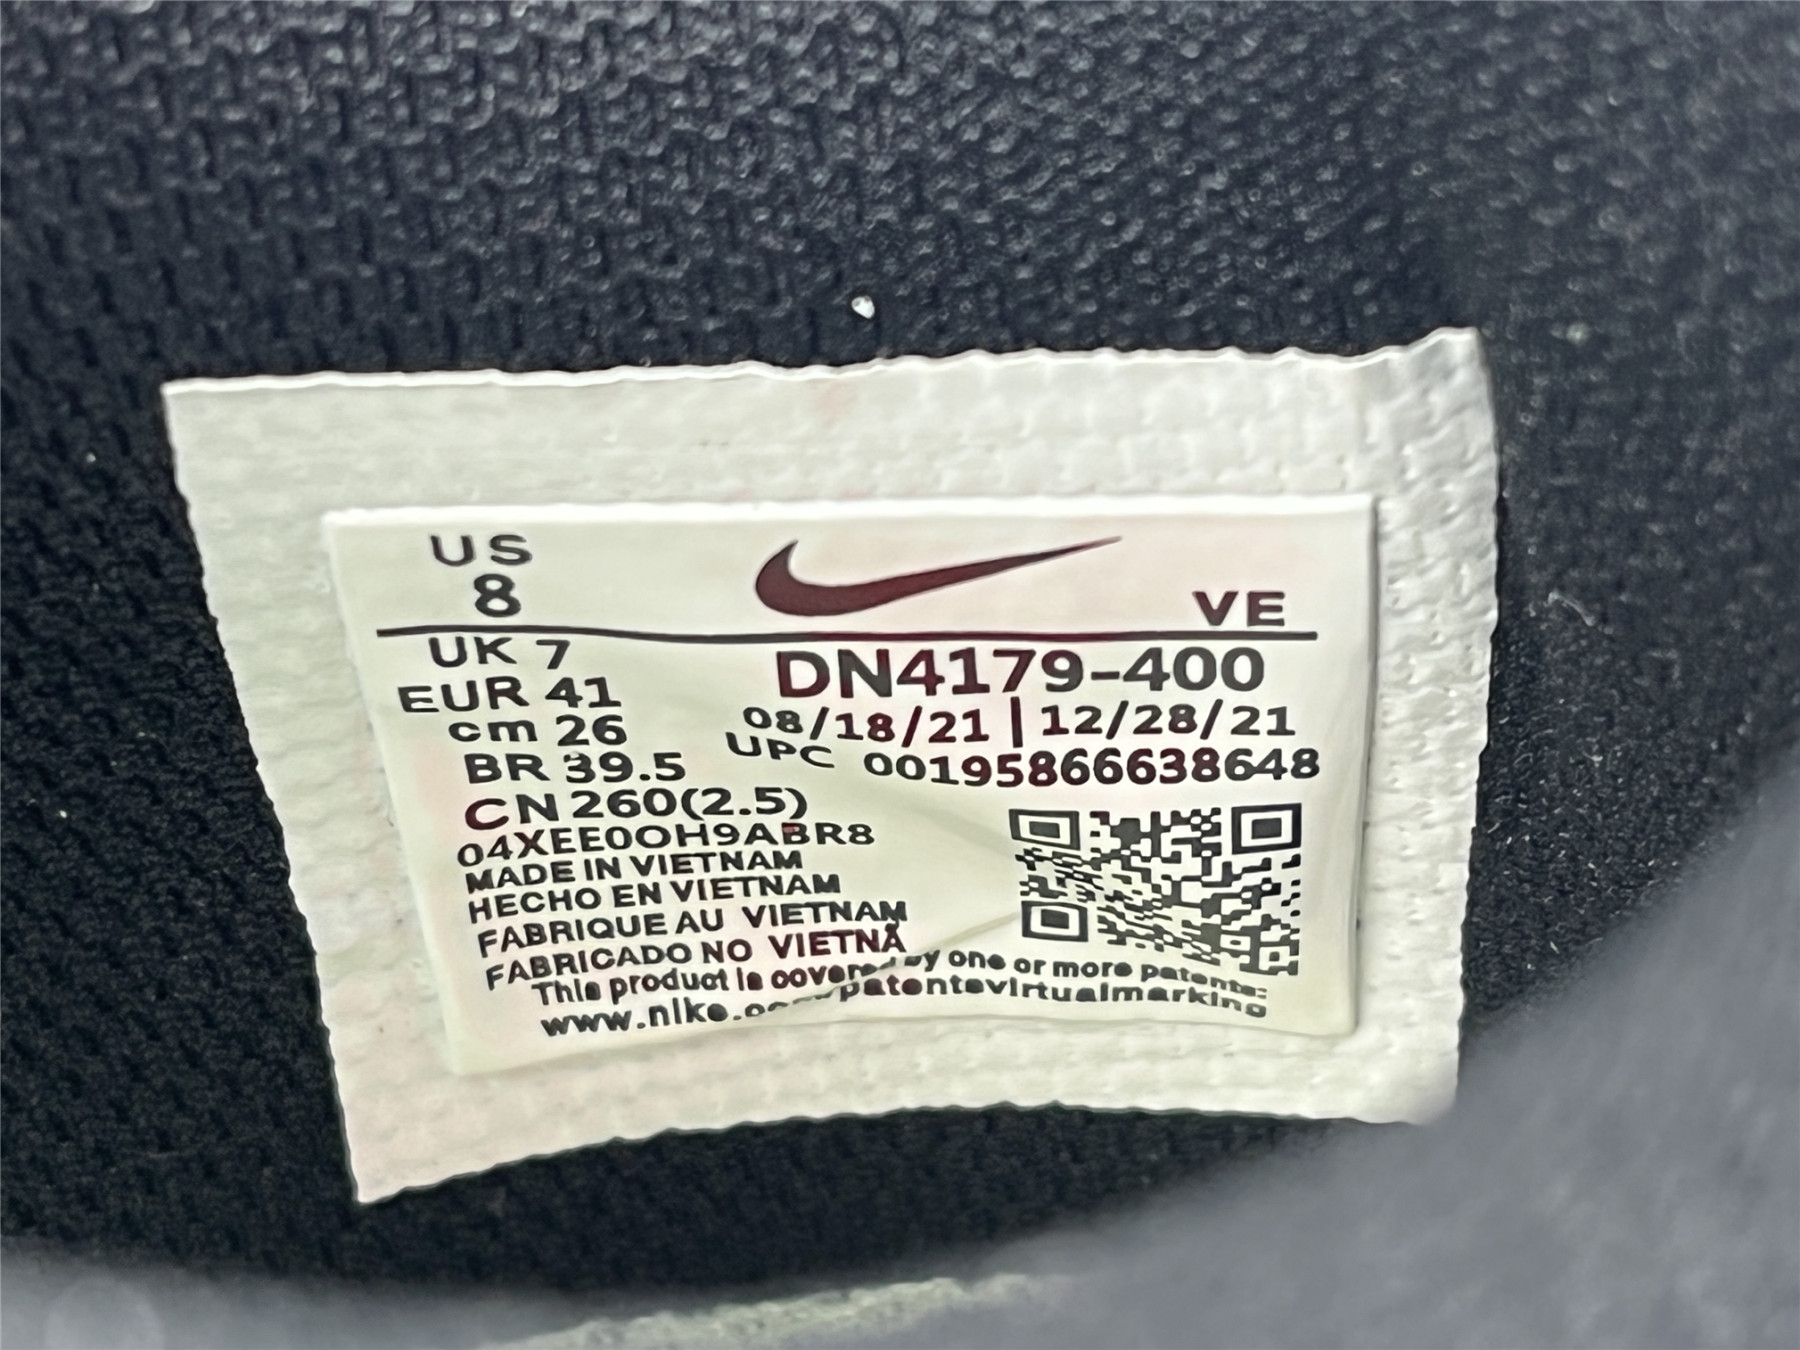 US
8
VE
UK 7
EUR 41
cm 26
BR 39.5
CN 260(2.5)
DN4179-400
08/18/21 | 12/28/21
UPC 00195866638648
04XEE0OH9ABR8
MADE IN VIETNAM
HECHO EN VIETNAM
FABRIQUE AU VIETNAM
FABRICADO NO VIETNÃ
This product is covered by one or more patents:
www.nike.com/patentsvirtualmarking